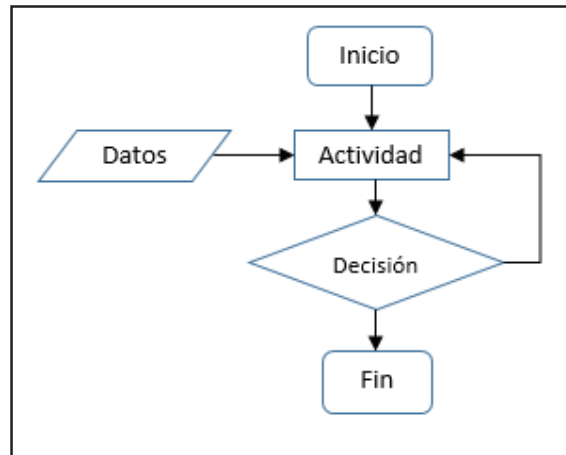 Inicio
Datos
Actividad
Decisión
Fin